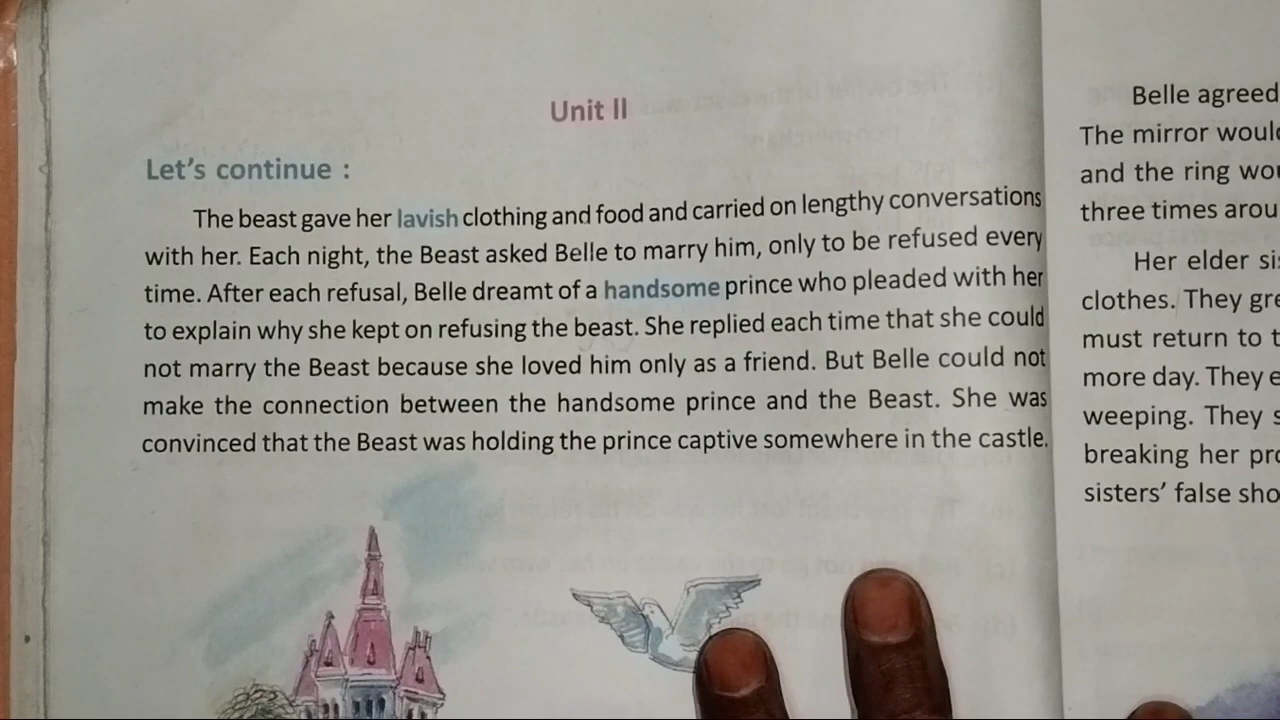 Unit II
Let's continue :
The beast gave her lavish clothing and food and carried on lengthy conversations
with her. Each night, the Beast asked Belle to marry him, only to be refused every
time. After each refusal, Belle dreamt of a handsome prince who pleaded with her
to explain why she kept on refusing the beast. She replied each time that she could
not marry the Beast because she loved him only as a friend. But Belle could not
make the connection between the handsome prince and the Beast. She was
convinced that the Beast was holding the prince captive somewhere in the castle.
Belle agreed
The mirror
and the ring
three times
Her elder
clothes. They
must return to
more day. They
weeping. They
breaking her
sisters' false